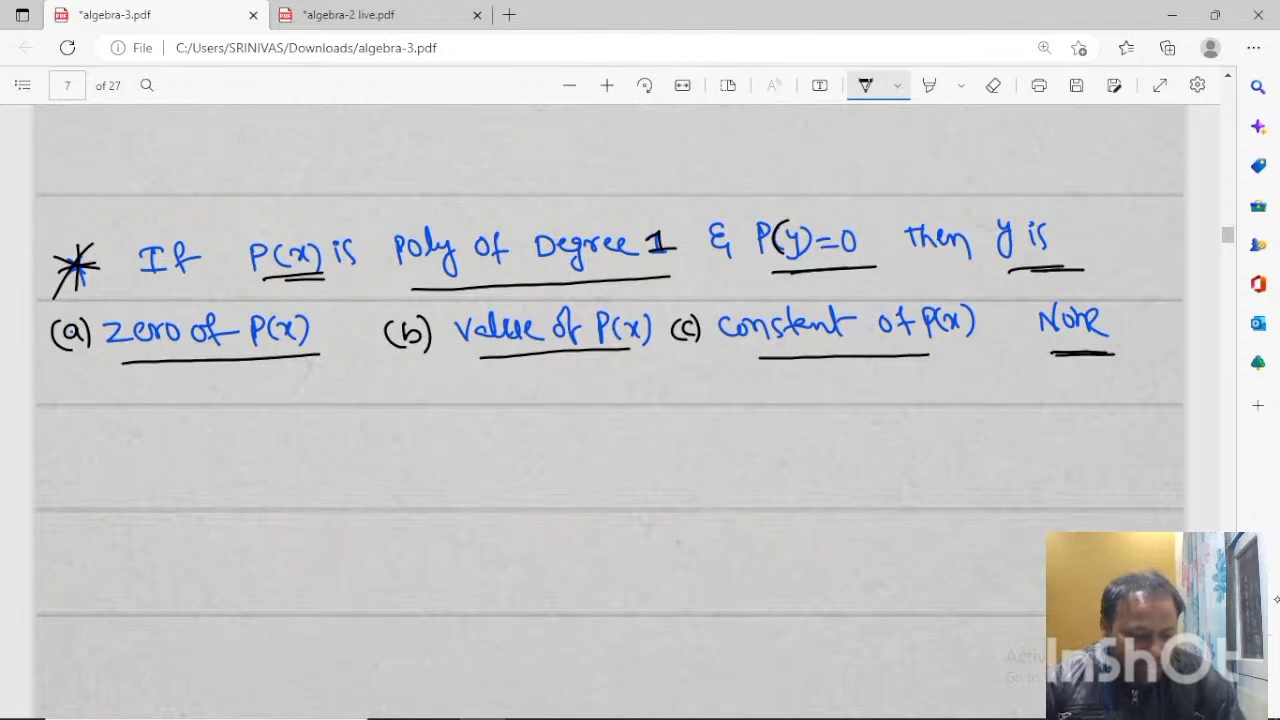 *algebra-3.pdf
*algebra-2 live.pdf
File C:/Users/SRINIVAS/Downloads/algebra-3.pdf
7 of 27
If P(x) is Poly of Degree 1 & P(y)=0 then y is
(a) Zero of P(x) (b) Value of P(x) (c) Constant of P(x) None
InShOt